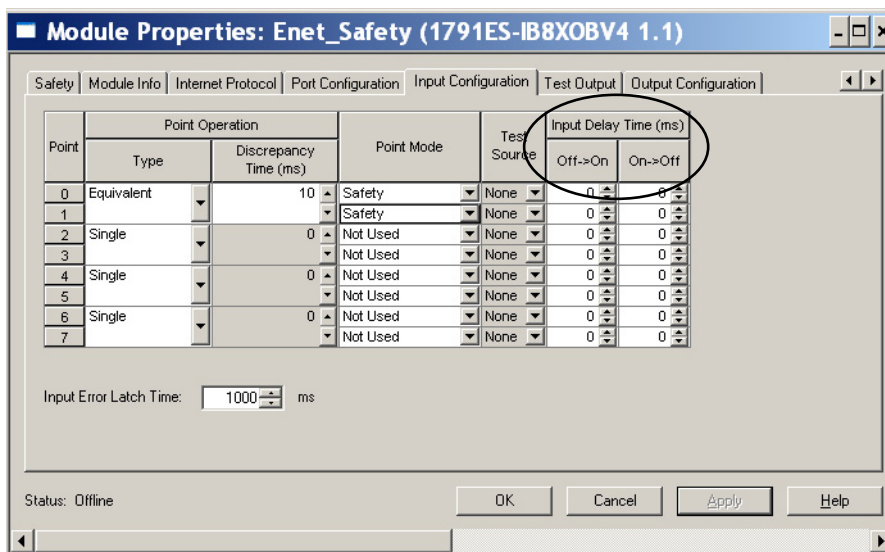 Module Properties: Enet_Safety (1791ES-IB8XOBV4 1.1)
Safety Module Info Internet Protocol Port Configuration Input Configuration Test Output Output Configuration
Point Point Operation Point Mode Test Source Input Delay Time (ms)
Type Discrepancy Time (ms) Off->On On->Off
0 Equivalent 10 Safety None 0 0
1 Safety None 0 0
2 Single 0 Not Used None 0 0
3 Not Used None 0 0
4 Single 0 Not Used None 0 0
5 Not Used None 0 0
6 Single 0 Not Used None 0 0
7 Not Used None 0 0
Input Error Latch Time: 1000 ms
Status: Offline OK Cancel Apply Help